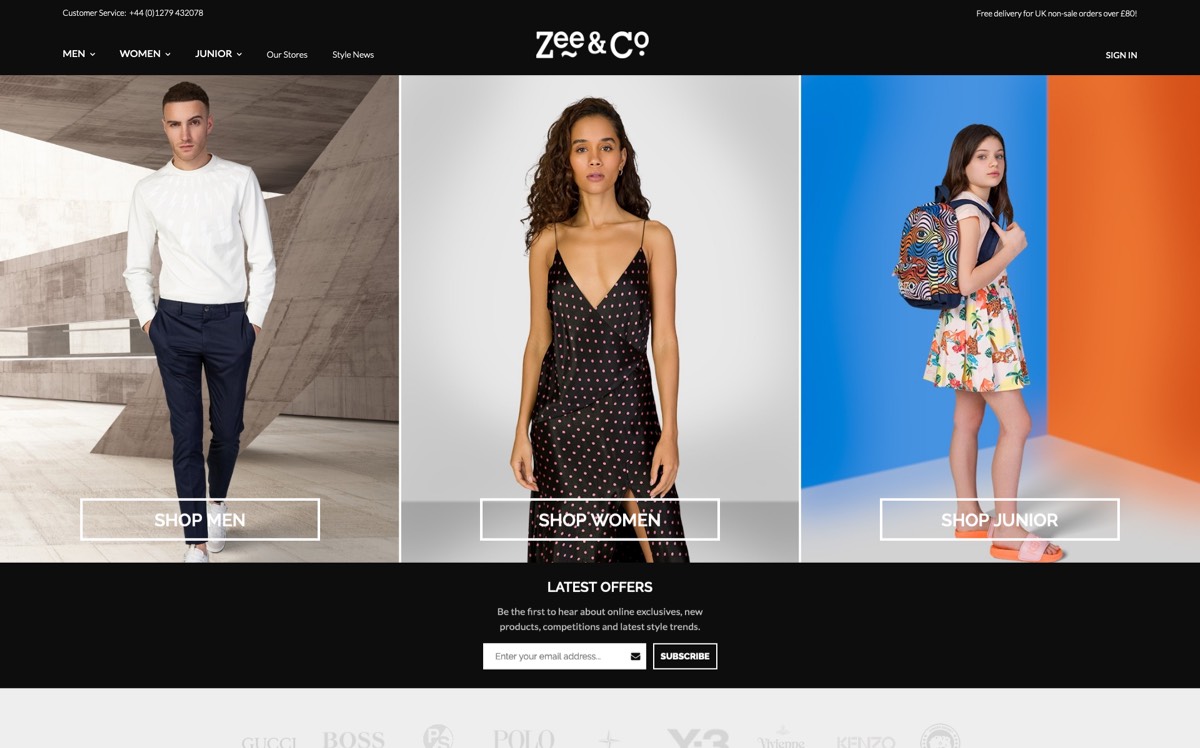 Customer Service: +44 (0)1279 432078
Free delivery for UK non-sale orders over £80!
MEN
WOMEN
JUNIOR
Our Stores
Style News
Zee & Co
SIGN IN
SHOP MEN
SHOP WOMEN
SHOP JUNIOR
LATEST OFFERS
Be the first to hear about online exclusives, new
products, competitions and latest style trends.
Enter your email address...
SUBSCRIBE
GUCCI
BOSS
PS
POLO
Y-3
Vivienne
KENZO